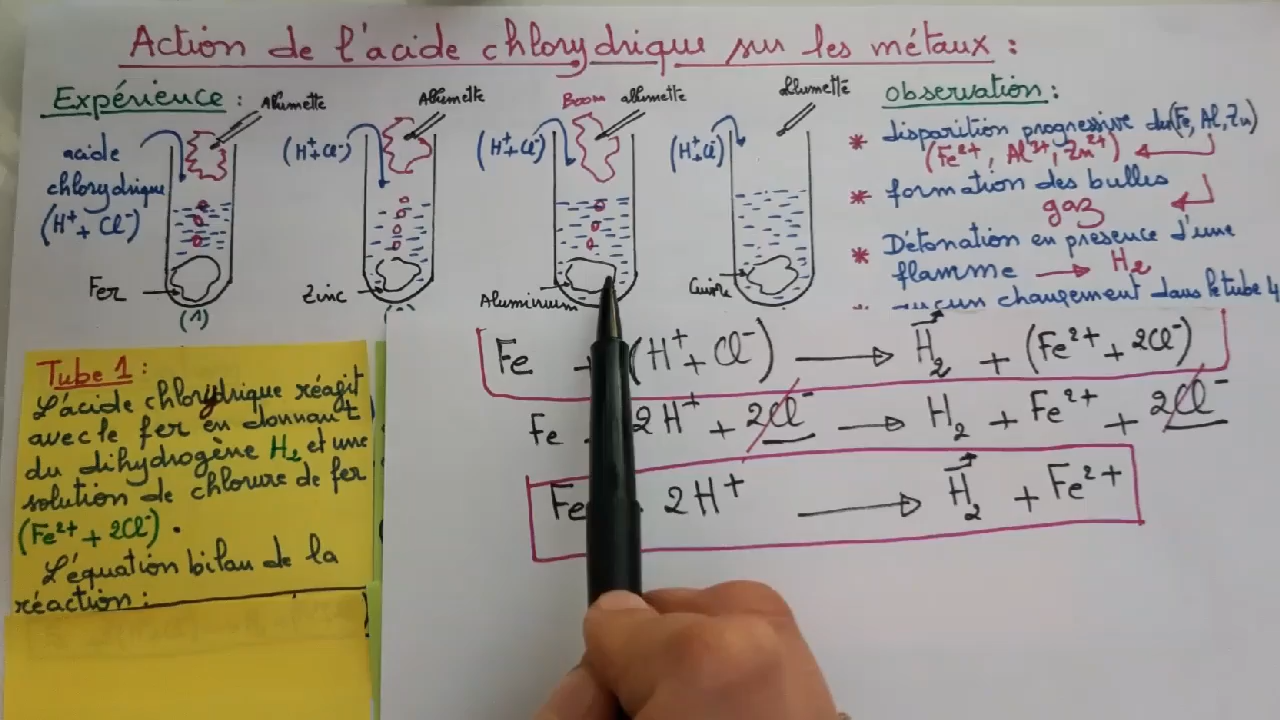 Action de l'acide chlorydrique sur les métaux :
Expérience :
Allumette
Allumette
Boom allumette
Allumette
acide
chlorydrique
(H⁺ + Cl⁻)
(H⁺+Cl⁻)
(H⁺+Cl⁻)
(H⁺+Cl⁻)
Fer
Zinc
Aluminium
Cuivre
(1)
Observation :
* disparition progressive du (Fe, Al, Zn)
(Fe²⁺, Al³⁺, Zn²⁺)
* formation des bulles
gaz
* Détonation en présence d'une
flamme → H₂
aucun changement dans le tube 4
Tube 1 :
L'acide chlorydrique réagit
avec le fer en donnant
du dihydrogène H₂ et une
solution de chlorure de fer
(Fe²⁺ + 2Cl⁻).
L'équation bilan de la
réaction :
Fe + (H⁺ + Cl⁻) → H₂ + (Fe²⁺ + 2Cl⁻)
Fe 2H⁺ + 2Cl⁻ → H₂ + Fe²⁺ + 2Cl⁻
Fe 2H⁺ → H₂ + Fe²⁺